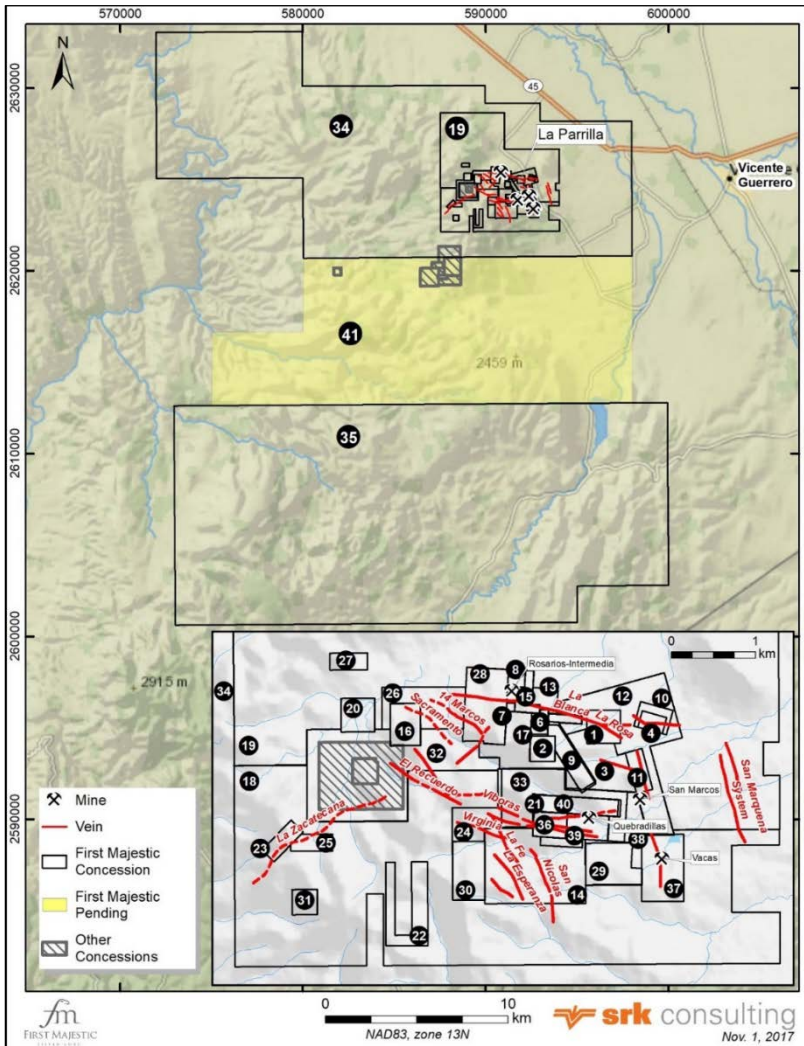 570000
580000
590000
600000
N
2630000
2620000
2610000
2600000
2590000
45
34
19
La Parrilla
Vicente
Guerrero
41
2459 m
35
2915 m
0 1
km
27
28
8
Rosarios-Intermedia
34
26
15
13
12
10
20
14 Marcos
Sacramento
La Blanca
La Rosa
7
6
16
17
1
4
19
32
2
9
18
El Recuerdo
33
3
11
San Marcos
San Marquena
System
Viboras
21
40
La Zacatecana
Virginia
36
Quebradillas
23
25
24
La Fe
39
38
Vacas
La Esperanza
San
Nicolas
29
30
14
37
31
22
Mine
Vein
First Majestic
Concession
First Majestic
Pending
Other
Concessions
0 10
km
NAD83, zone 13N
fm
FIRST MAJESTIC
srk consulting
Nov. 1, 2017